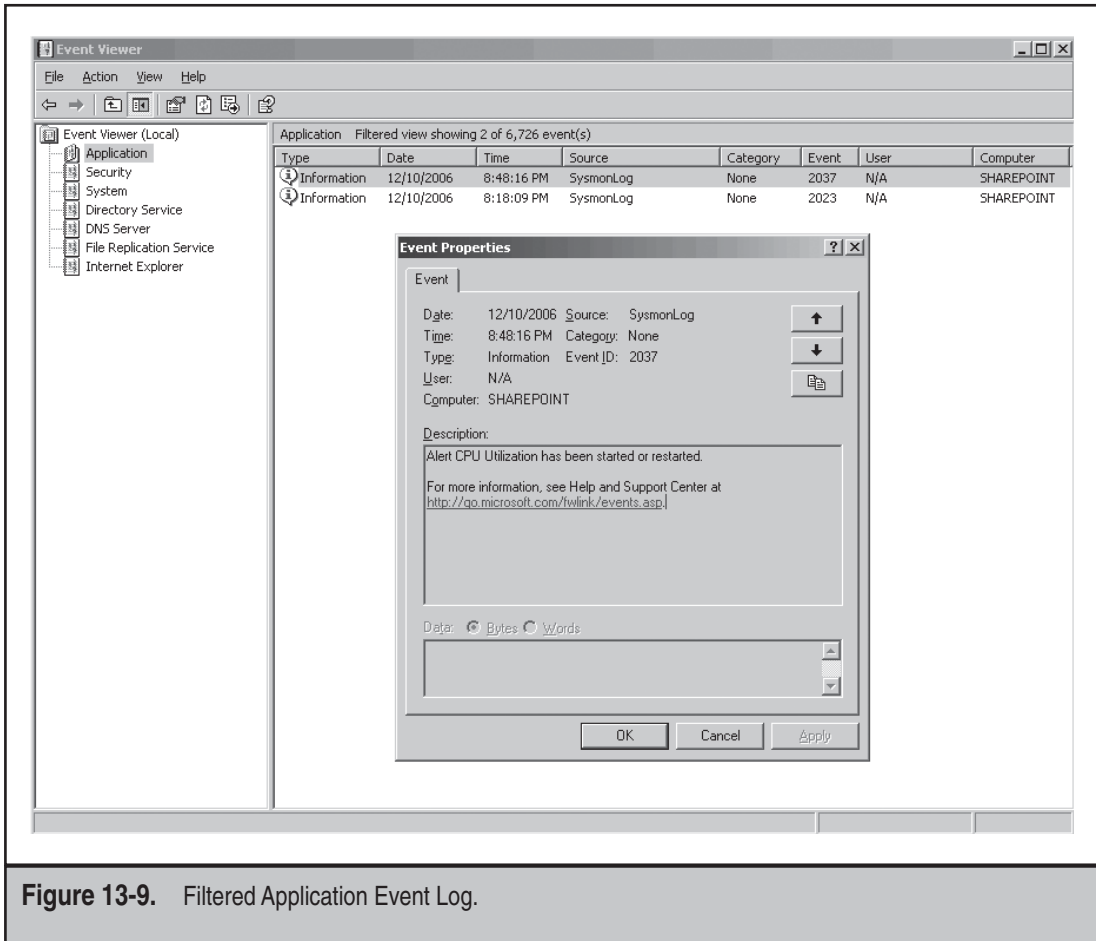 Event Viewer
File Action View Help
Event Viewer (Local)
Application
Security
System
Directory Service
DNS Server
File Replication Service
Internet Explorer
Application Filtered view showing 2 of 6,726 event(s)
Type Date Time Source Category Event User Computer
Information 12/10/2006 8:48:16 PM SysmonLog None 2037 N/A SHAREPOINT
Information 12/10/2006 8:18:09 PM SysmonLog None 2023 N/A SHAREPOINT
Event Properties
Event
Date: 12/10/2006 Source: SysmonLog
Time: 8:48:16 PM Category: None
Type: Information Event ID: 2037
User: N/A
Computer: SHAREPOINT
Description:
Alert CPU Utilization has been started or restarted.
For more information, see Help and Support Center at
http://go.microsoft.com/fwlink/events.asp.
Data: Bytes Words
OK Cancel Apply
Figure 13-9. Filtered Application Event Log.